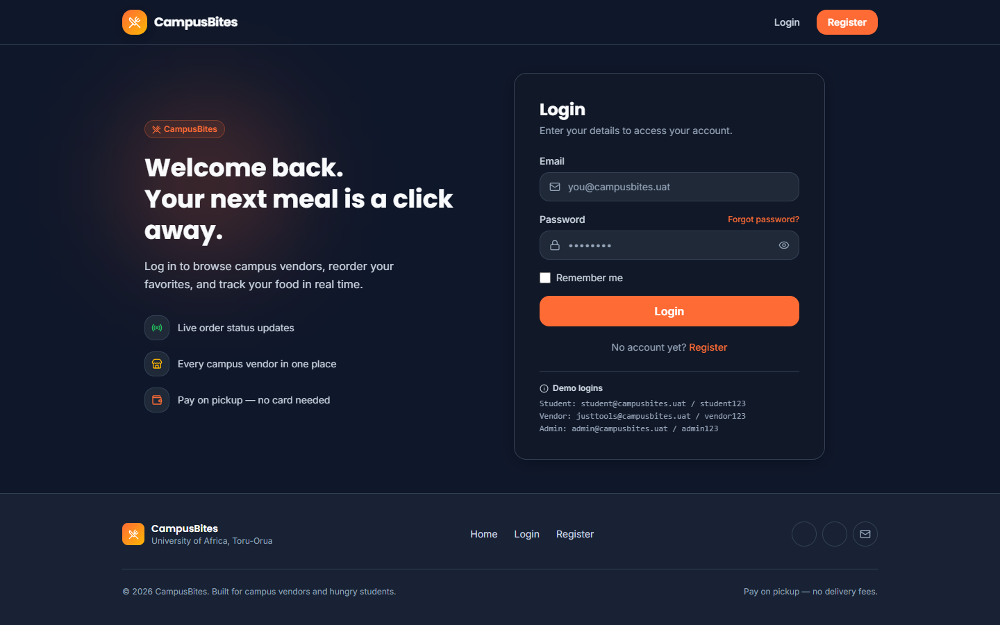 CampusBites
Login
Register
CampusBites
Welcome back.
Your next meal is a click
away.
Log in to browse campus vendors, reorder your
favorites, and track your food in real time.
Live order status updates
Every campus vendor in one place
Pay on pickup — no card needed
Login
Enter your details to access your account.
Email
you@campusbites.uat
Password
Forgot password?
••••••••
Remember me
Login
No account yet? Register
Demo logins
Student: student@campusbites.uat / student123
Vendor: justtools@campusbites.uat / vendor123
Admin: admin@campusbites.uat / admin123
CampusBites
University of Africa, Toru-Orua
Home
Login
Register
© 2026 CampusBites. Built for campus vendors and hungry students.
Pay on pickup — no delivery fees.